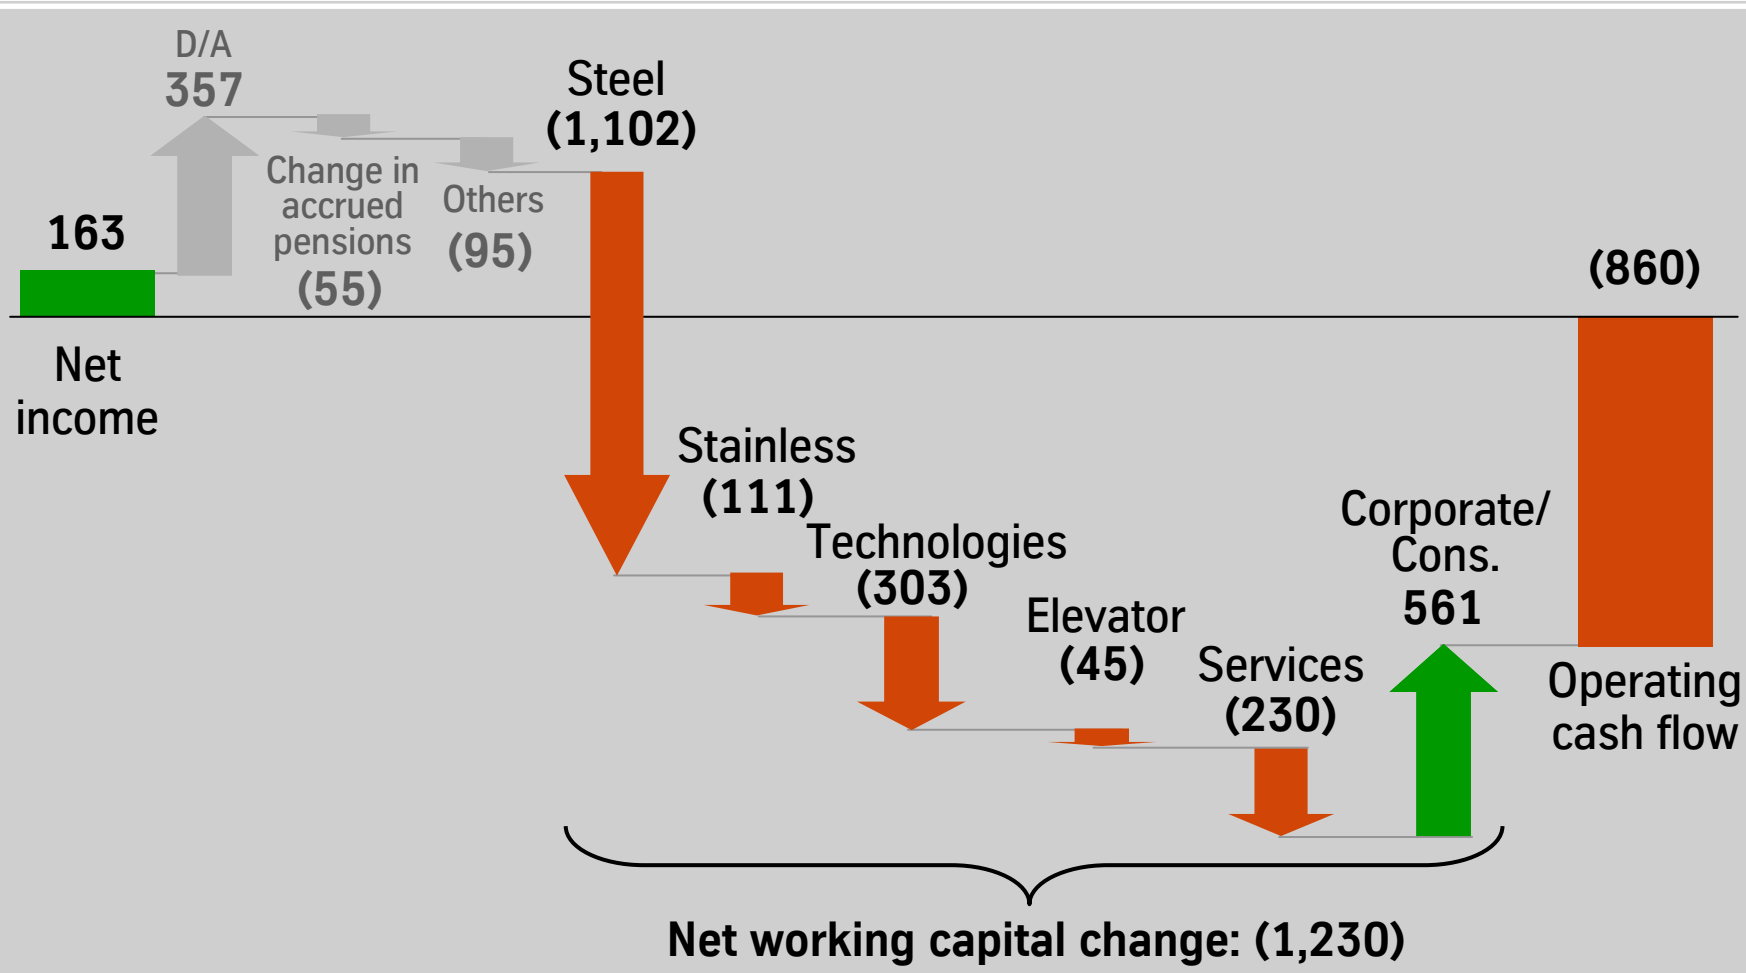 D/A
357
Change in
accrued
pensions
(55)
Others
(95)
Steel
(1,102)
163
Net
income
Stainless
(111)
Technologies
(303)
Elevator
(45)
Services
(230)
Corporate/
Cons.
561
(860)
Operating
cash flow
Net working capital change: (1,230)